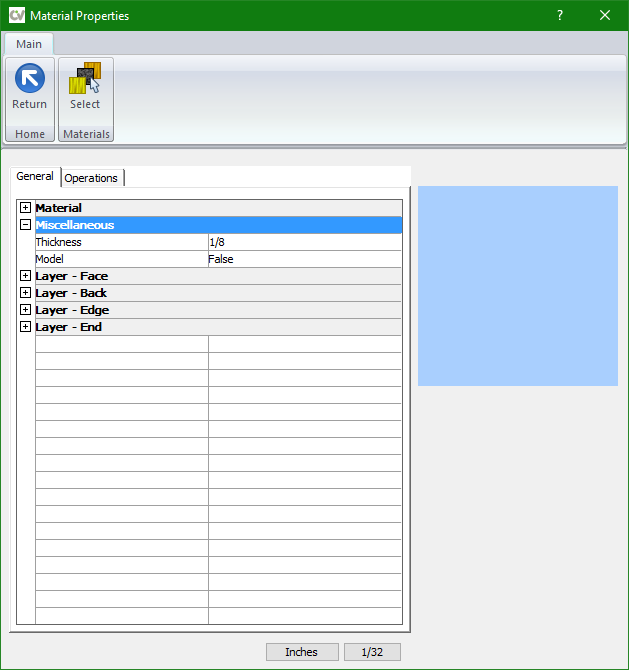 CV Material Properties ?
Main
Return
Select
Home
Materials
General
Operations
Material
Miscellaneous
Thickness 1/8
Model False
Layer - Face
Layer - Back
Layer - Edge
Layer - End
Inches 1/32